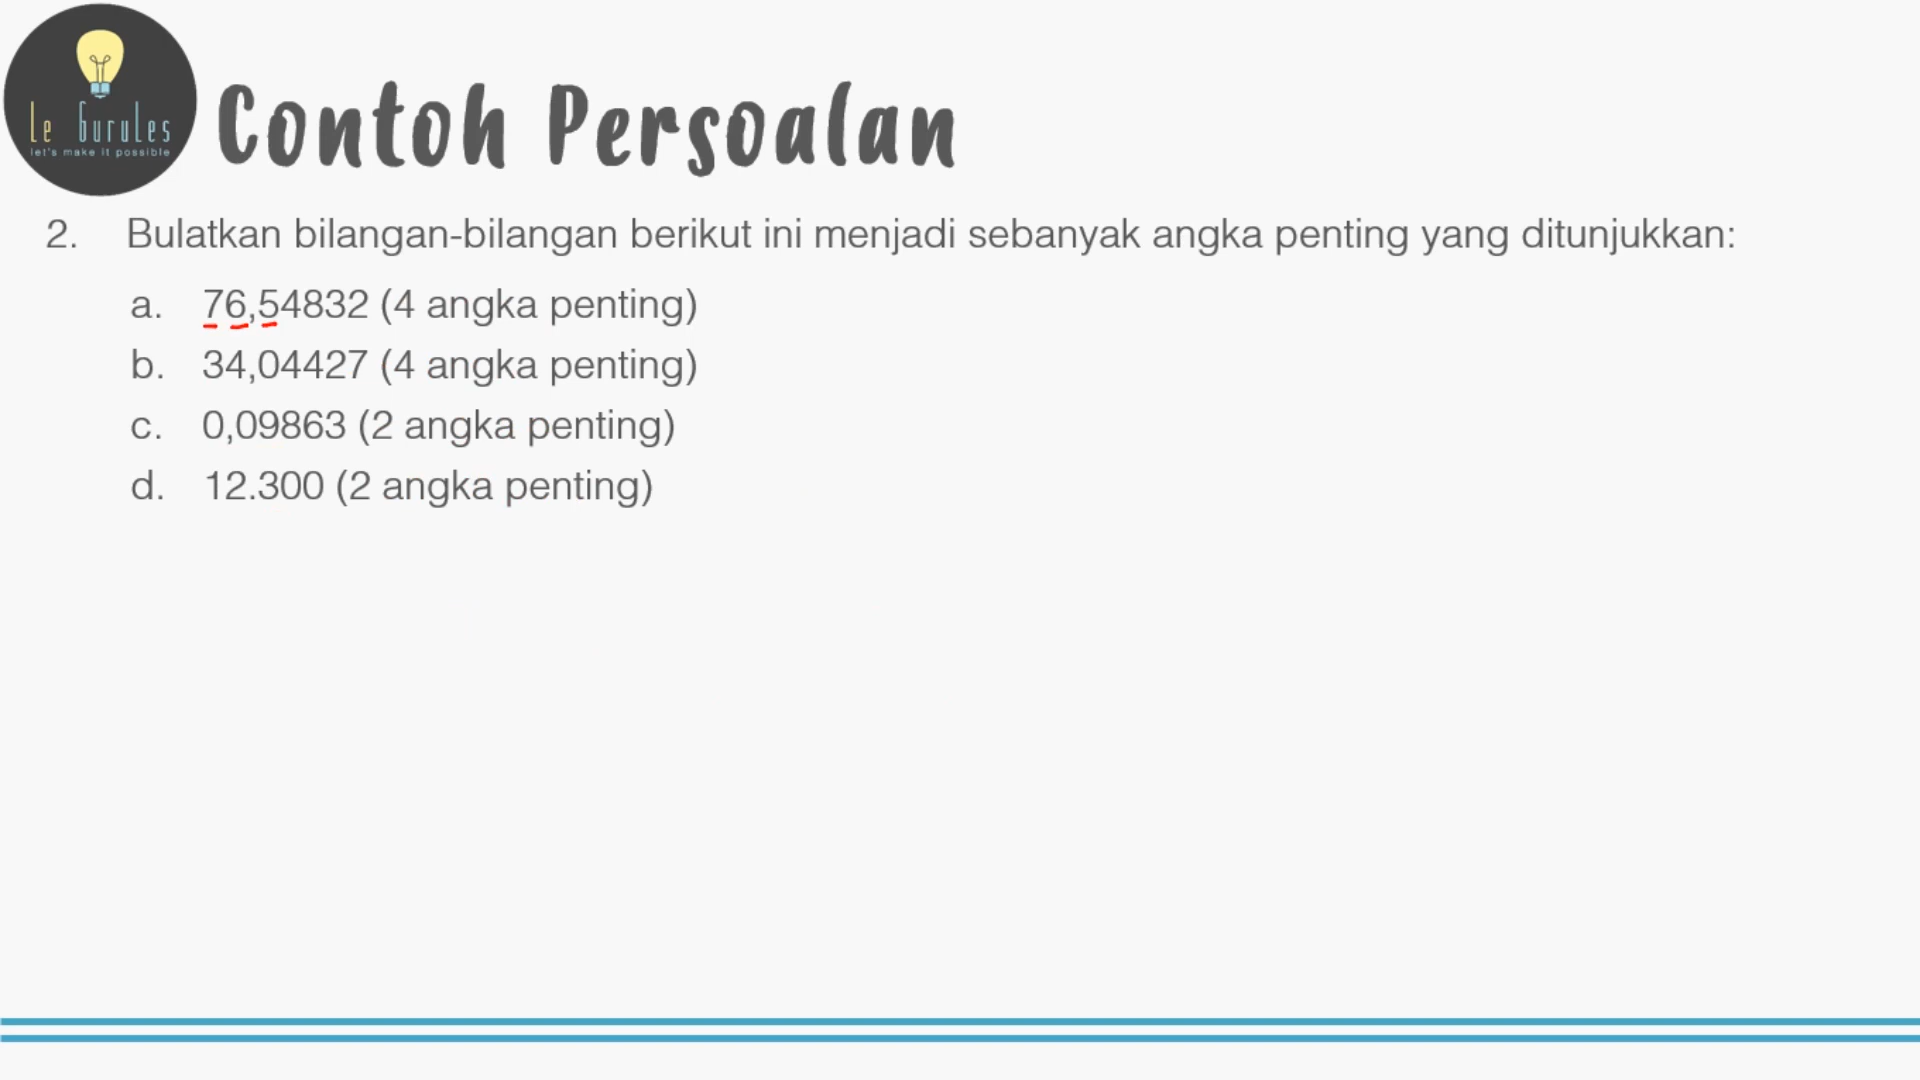 le burules
let's make it possible
Contoh Persoalan
2. Bulatkan bilangan-bilangan berikut ini menjadi sebanyak angka penting yang ditunjukkan:
a. 76,54832 (4 angka penting)
b. 34,04427 (4 angka penting)
c. 0,09863 (2 angka penting)
d. 12.300 (2 angka penting)